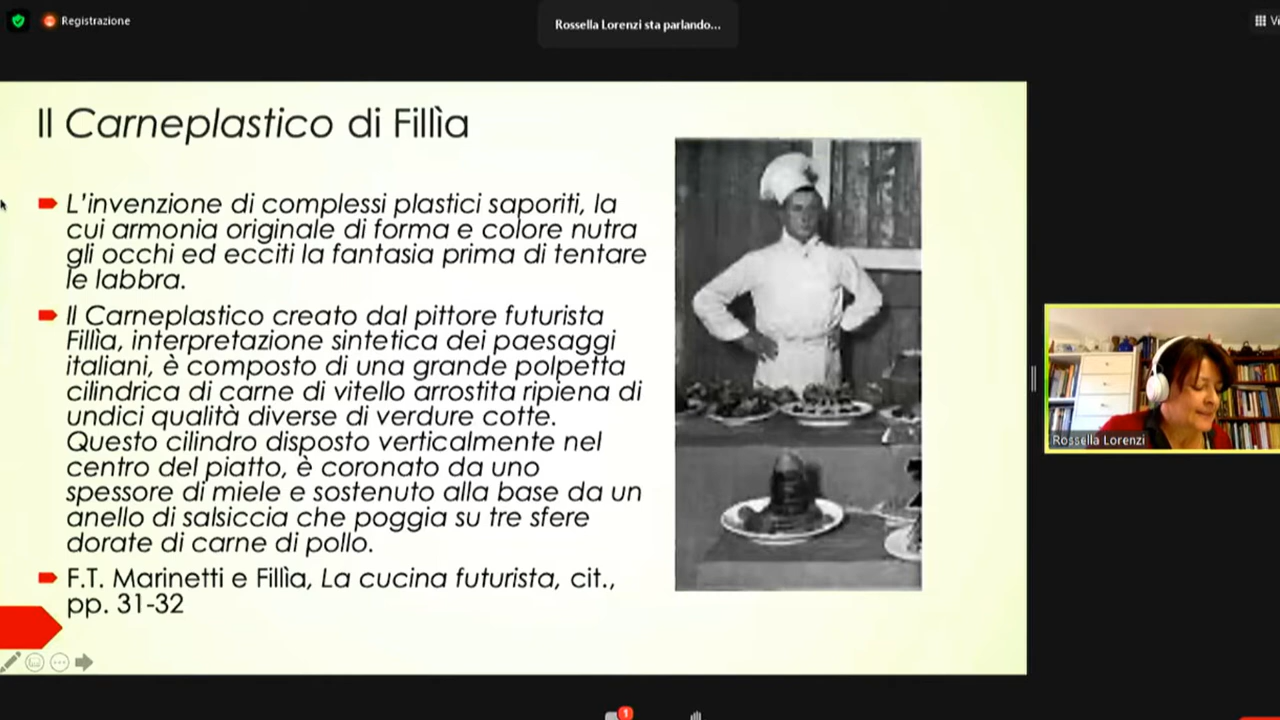 Registrazione
Rossella Lorenzi sta parlando...
Il Carneplastico di Fillìa
L'invenzione di complessi plastici saporiti, la
cui armonia originale di forma e colore nutra
gli occhi ed ecciti la fantasia prima di tentare
le labbra.
Il Carneplastico creato dal pittore futurista
Fillìa, interpretazione sintetica dei paesaggi
italiani, è composto di una grande polpetta
cilindrica di carne di vitello arrostita ripiena di
undici qualità diverse di verdure cotte.
Questo cilindro disposto verticalmente nel
centro del piatto, è coronato da uno
spessore di miele e sostenuto alla base da un
anello di salsiccia che poggia su tre sfere
dorate di carne di pollo.
F.T. Marinetti e Fillìa, La cucina futurista, cit.,
pp. 31-32
Rossella Lorenzi
1